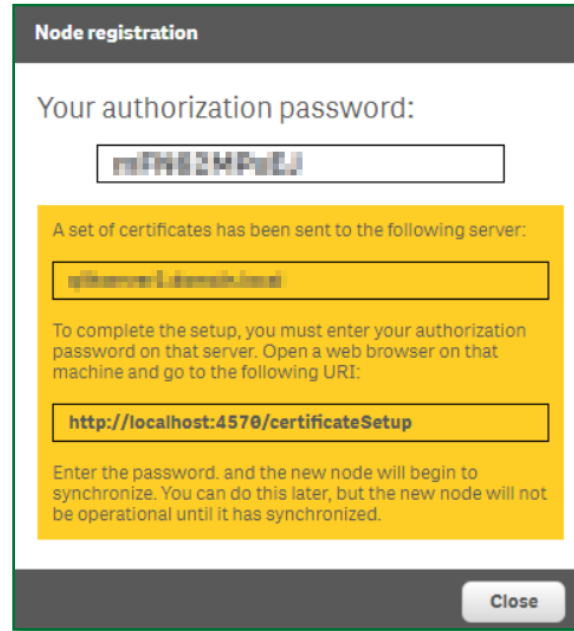 Node registration
Your authorization password:
A set of certificates has been sent to the following server:
To complete the setup, you must enter your authorization
password on that server. Open a web browser on that
machine and go to the following URI:
http://localhost:4570/certificateSetup
Enter the password. and the new node will begin to
synchronize. You can do this later, but the new node will not
be operational until it has synchronized.
Close